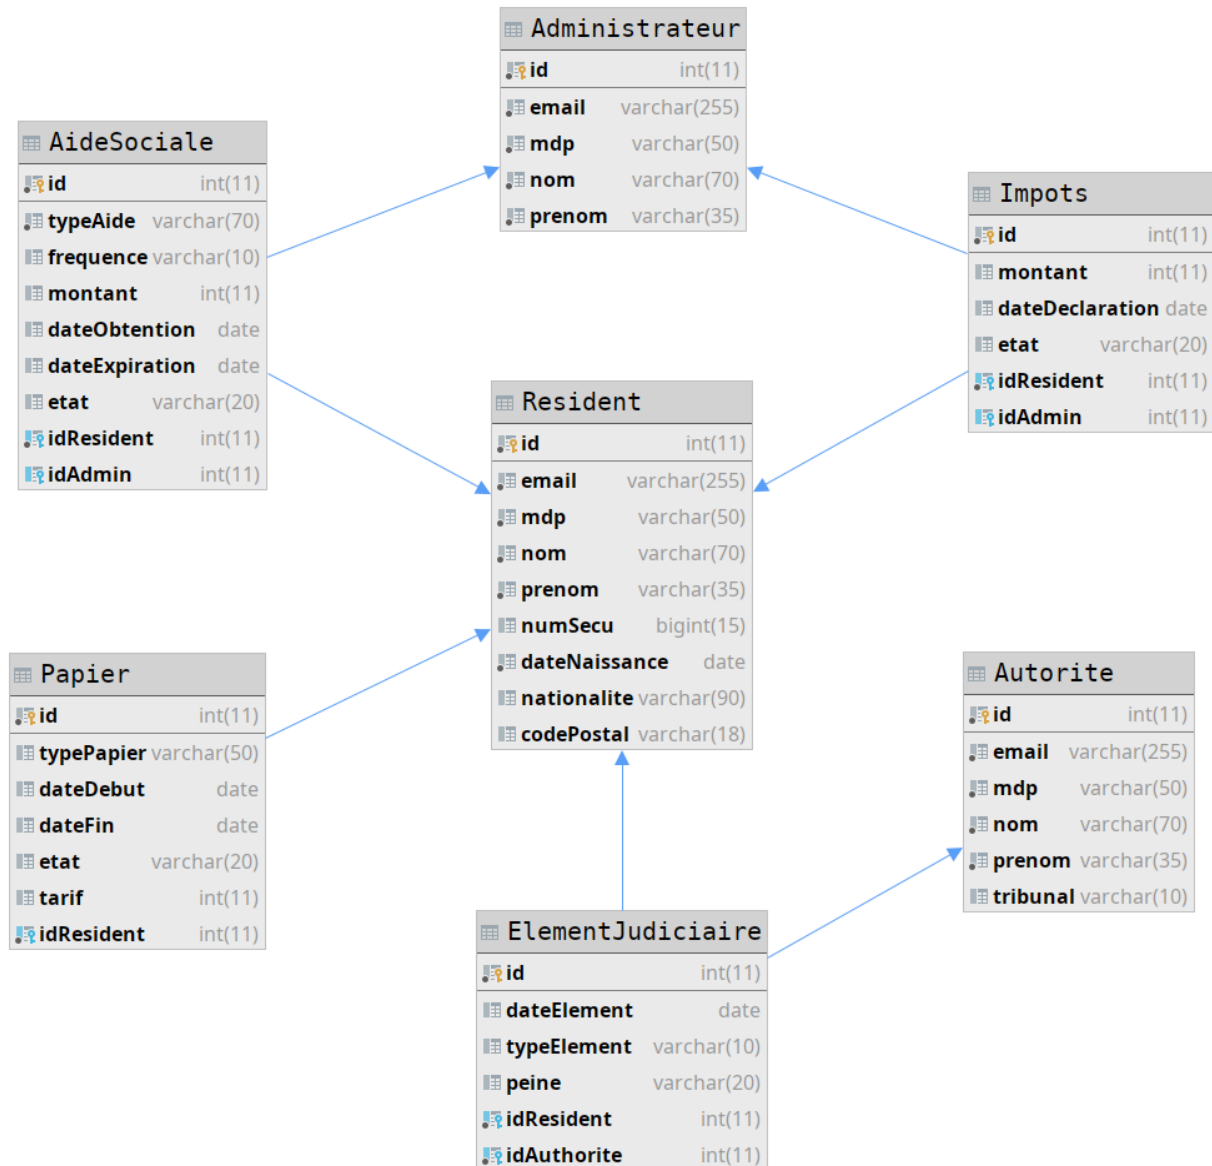 Administrateur
id int(11)
email varchar(255)
mdp varchar(50)
nom varchar(70)
prenom varchar(35)
AideSociale
id int(11)
typeAide varchar(70)
frequence varchar(10)
montant int(11)
dateObtention date
dateExpiration date
etat varchar(20)
idResident int(11)
idAdmin int(11)
Impots
id int(11)
montant int(11)
dateDeclaration date
etat varchar(20)
idResident int(11)
idAdmin int(11)
Resident
id int(11)
email varchar(255)
mdp varchar(50)
nom varchar(70)
prenom varchar(35)
numSecu bigint(15)
dateNaissance date
nationalite varchar(90)
codePostal varchar(18)
Papier
id int(11)
typePapier varchar(50)
dateDebut date
dateFin date
etat varchar(20)
tarif int(11)
idResident int(11)
Autorite
id int(11)
email varchar(255)
mdp varchar(50)
nom varchar(70)
prenom varchar(35)
tribunal varchar(10)
ElementJudiciaire
id int(11)
dateElement date
typeElement varchar(10)
peine varchar(20)
idResident int(11)
idAuthorite int(11)